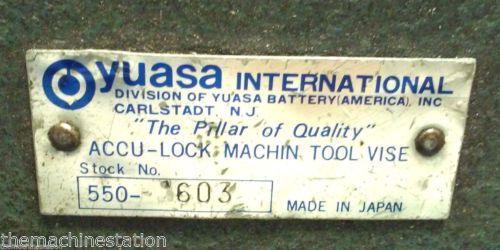 yuasa INTERNATIONAL
DIVISION OF YUASA BATTERY(AMERICA), INC
CARLSTADT, N.J.
"The Pillar of Quality"
ACCU-LOCK MACHIN TOOL VISE
Stock No.
550- 603
MADE IN JAPAN
themachinestation